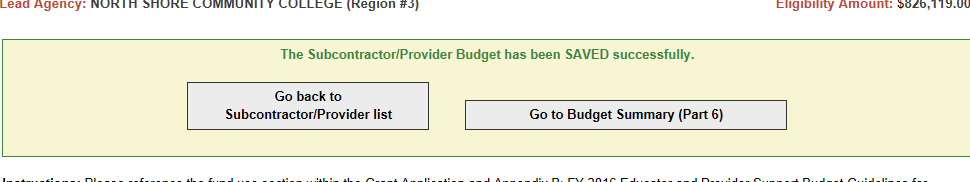 Lead Agency: NORTH SHORE COMMUNITY COLLEGE (Region #3) Eligibility Amount: $826,119.00
The Subcontractor/Provider Budget has been SAVED successfully.
Go back to
Subcontractor/Provider list
Go to Budget Summary (Part 6)
Instructions: Please reference the fund use section within the Grant Application and Appendix B: FY 2016 Educator and Provider Support Budget Guidelines for